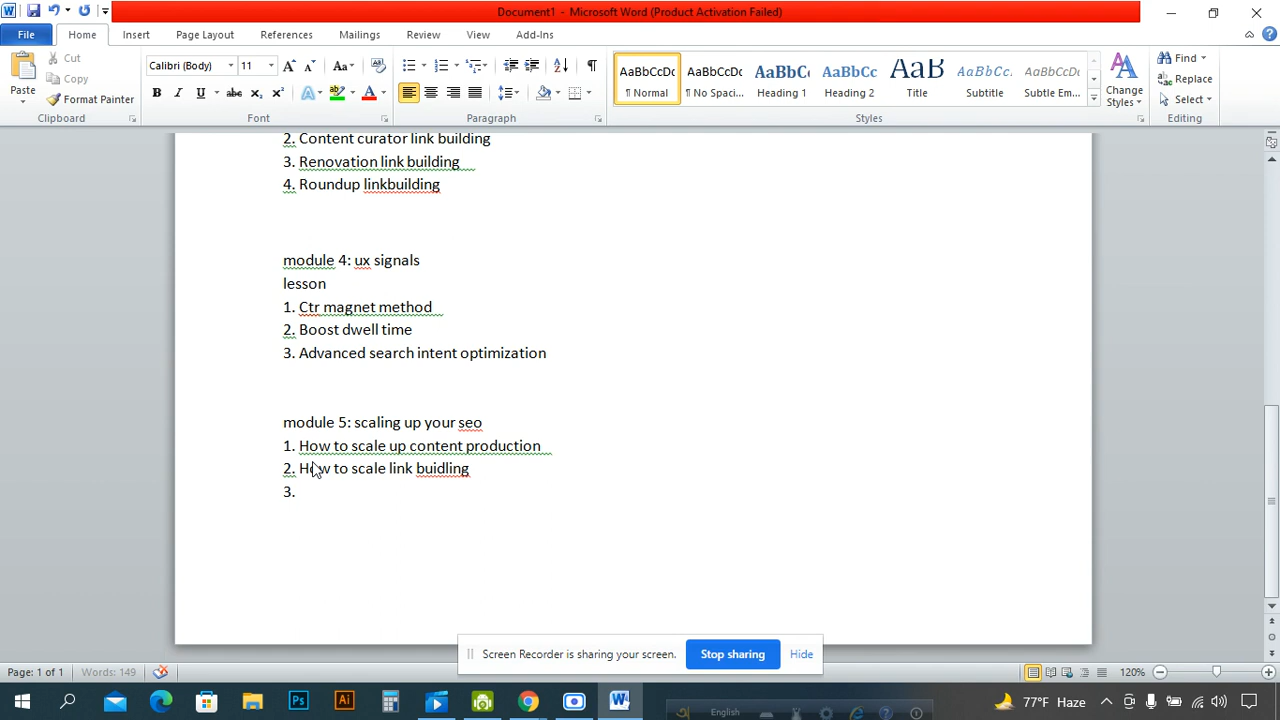 Document1 - Microsoft Word (Product Activation Failed)
File Home Insert Page Layout References Mailings Review View Add-Ins
Paste
Cut
Copy
Format Painter
Clipboard
Calibri (Body) 11
Font
Paragraph
AaBbCcDc AaBbCcDc AaBbCc AaBbCc AaB AaBbCc. AaBbCcDc
¶ Normal ¶ No Spaci... Heading 1 Heading 2 Title Subtitle Subtle Em...
Change Styles
Styles
Find
Replace
Select
Editing
2. Content curator link building
3. Renovation link building
4. Roundup linkbuilding
module 4: ux signals
lesson
1. Ctr magnet method
2. Boost dwell time
3. Advanced search intent optimization
module 5: scaling up your seo
1. How to scale up content production
2. How to scale link buidling
3.
Screen Recorder is sharing your screen. Stop sharing Hide
Page: 1 of 1 Words: 149 120%
77°F Haze
English